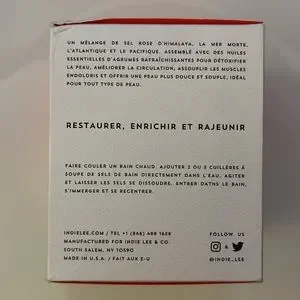 UN MÉLANGE DE SEL ROSE D'HIMALAYA, LA MER MORTE,
L'ATLANTIQUE ET LE PACIFIQUE. ASSEMBLÉ AVEC DES HUILES
ESSENTIELLES D'AGRUMES RAFRAÎCHISSANTES POUR DÉTOXIFIER
LA PEAU, AMÉLIORER LA CIRCULATION, ASSOUPLIR LES MUSCLES
ENDOLORIS ET OFFRIR UNE PEAU PLUS DOUCE ET SOUPLE, IDÉAL
POUR TOUT TYPE DE PEAU.
RESTAURER, ENRICHIR ET RAJEUNIR
FAIRE COULER UN BAIN CHAUD. AJOUTER 2 OU 3 CUILLÈRES À
SOUPE DE SELS DE BAIN DIRECTEMENT DANS L'EAU. AGITER
ET LAISSER LES SELS SE DISSOUDRE. ENTRER DATNS LE BAIN,
S'IMMERGER ET SE RECENTRER.
INDIELEE.COM / TEL +1 (866) 488 1638
MANUFACTURED FOR INDIE LEE & CO.
SOUTH SALEM, NY 10590
MADE IN U.S.A. / FAIT AUX E-U
FOLLOW US
&
@INDIE_LEE